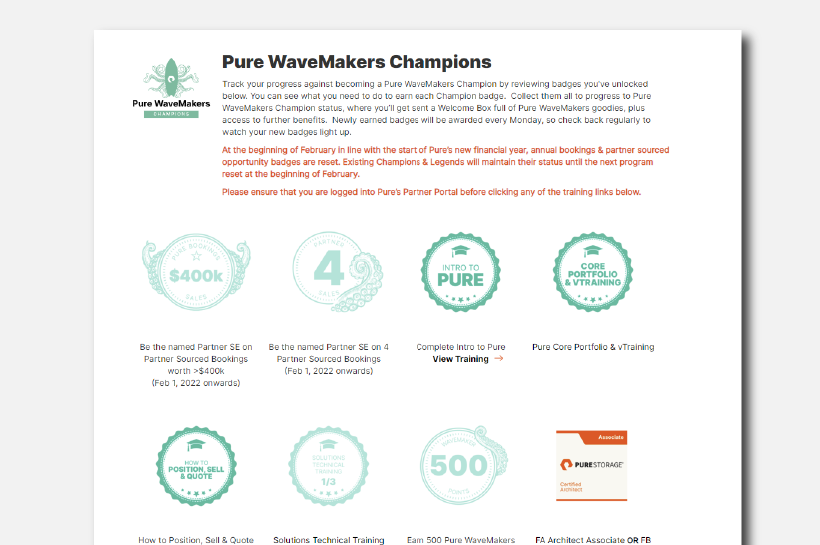 Pure WaveMakers Champions
Track your progress against becoming a Pure WaveMakers Champion by reviewing badges you've unlocked
below. You can see what you need to do to earn each Champion badge. Collect them all to progress to Pure
WaveMakers Champion status, where you'll get sent a Welcome Box full of Pure WaveMakers goodies, plus
access to further benefits. Newly earned badges will be awarded every Monday, so check back regularly to
watch your new badges light up.
Pure WaveMakers
CHAMPIONS
At the beginning of February in line with the start of Pure's new financial year, annual bookings & partner sourced
opportunity badges are reset. Existing Champions & Legends will maintain their status until the next program
reset at the beginning of February.
Please ensure that you are logged into Pure's Partner Portal before clicking any of the training links below.
PURE BOOKINGS
$400k
SALES
PARTNER
4
SALES
INTRO TO
PURE
CORE
PORTFOLIO
& VTRAINING
Be the named Partner SE on
Partner Sourced Bookings
worth >$400k
(Feb 1, 2022 onwards)
Be the named Partner SE on 4
Partner Sourced Bookings
(Feb 1, 2022 onwards)
Complete Intro to Pure
View Training →
Pure Core Portfolio & vTraining
HOW TO
POSITION, SELL
& QUOTE
SOLUTIONS
TECHNICAL
TRAINING
1/3
WAVEMAKER
500
POINTS
Associate
PURESTORAGE
Certified
Architect
How to Position, Sell & Quote
Solutions Technical Training
Earn 500 Pure WaveMakers
FA Architect Associate OR FB